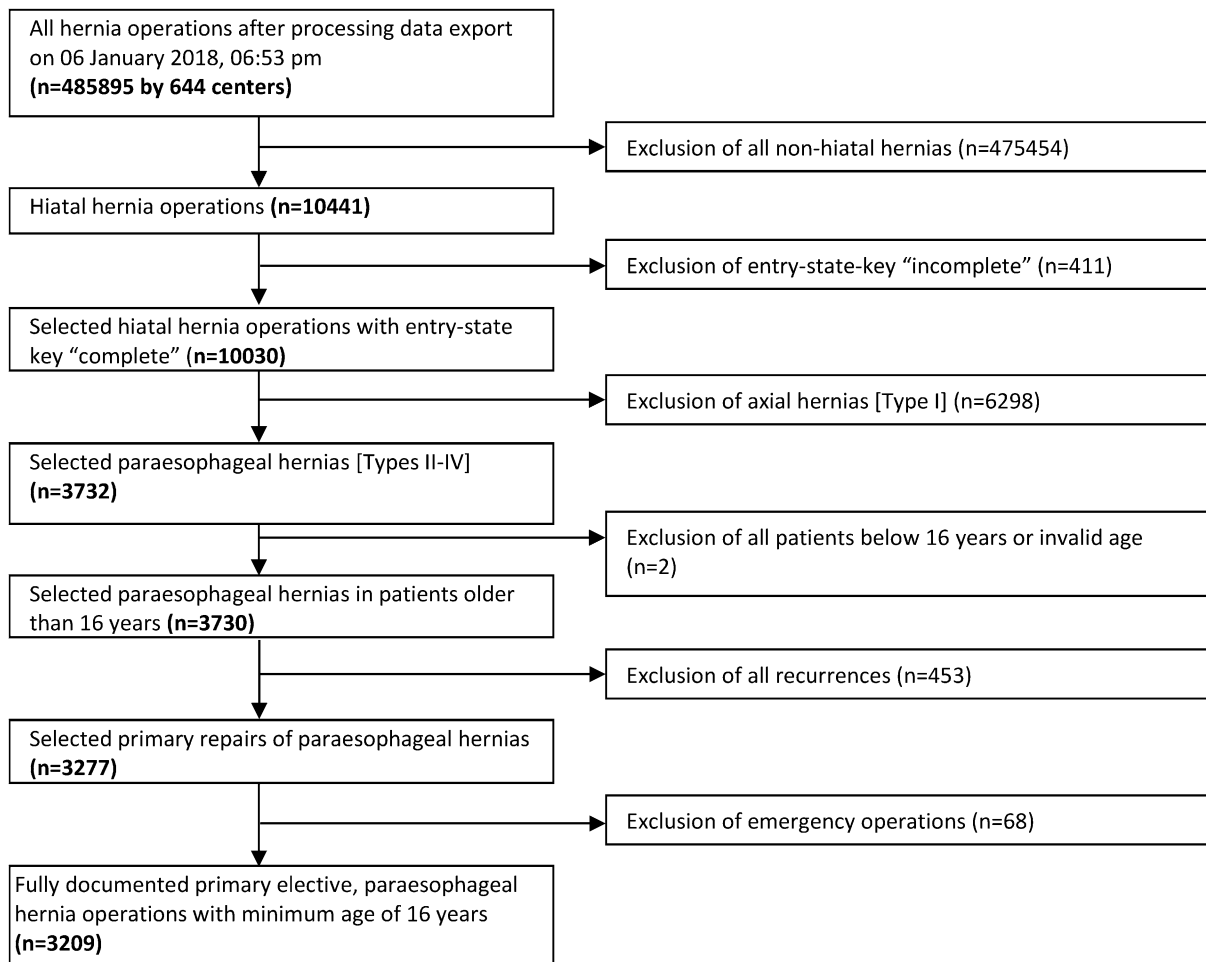 All hernia operations after processing data export
on 06 January 2018, 06:53 pm
(n=485895 by 644 centers)
Exclusion of all non-hiatal hernias (n=475454)
Hiatal hernia operations (n=10441)
Exclusion of entry-state-key “incomplete” (n=411)
Selected hiatal hernia operations with entry-state
key “complete” (n=10030)
Exclusion of axial hernias [Type I] (n=6298)
Selected paraesophageal hernias [Types II-IV]
(n=3732)
Exclusion of all patients below 16 years or invalid age
(n=2)
Selected paraesophageal hernias in patients older
than 16 years (n=3730)
Exclusion of all recurrences (n=453)
Selected primary repairs of paraesophageal hernias
(n=3277)
Exclusion of emergency operations (n=68)
Fully documented primary elective, paraesophageal
hernia operations with minimum age of 16 years
(n=3209)